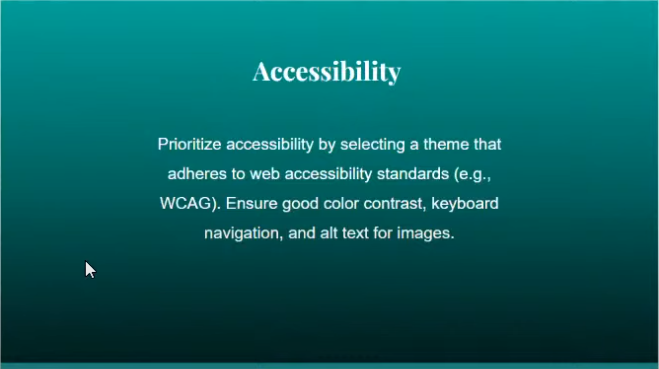 Accessibility
Prioritize accessibility by selecting a theme that
adheres to web accessibility standards (e.g.,
WCAG). Ensure good color contrast, keyboard
navigation, and alt text for images.